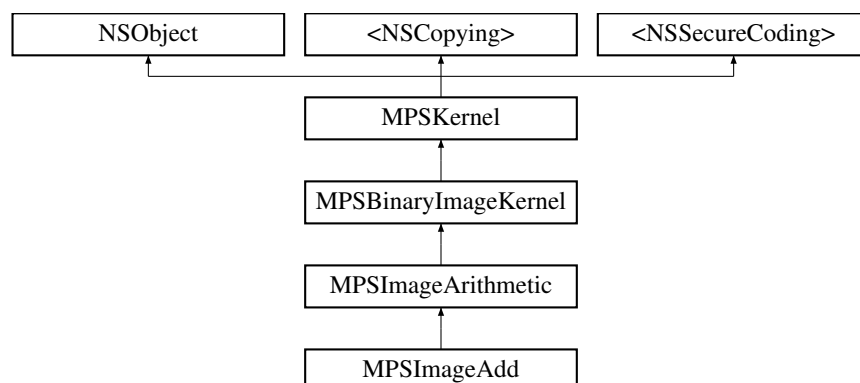 NSObject
<NSCopying>
<NSSecureCoding>
MPSKernel
MPSBinaryImageKernel
MPSImageArithmetic
MPSImageAdd